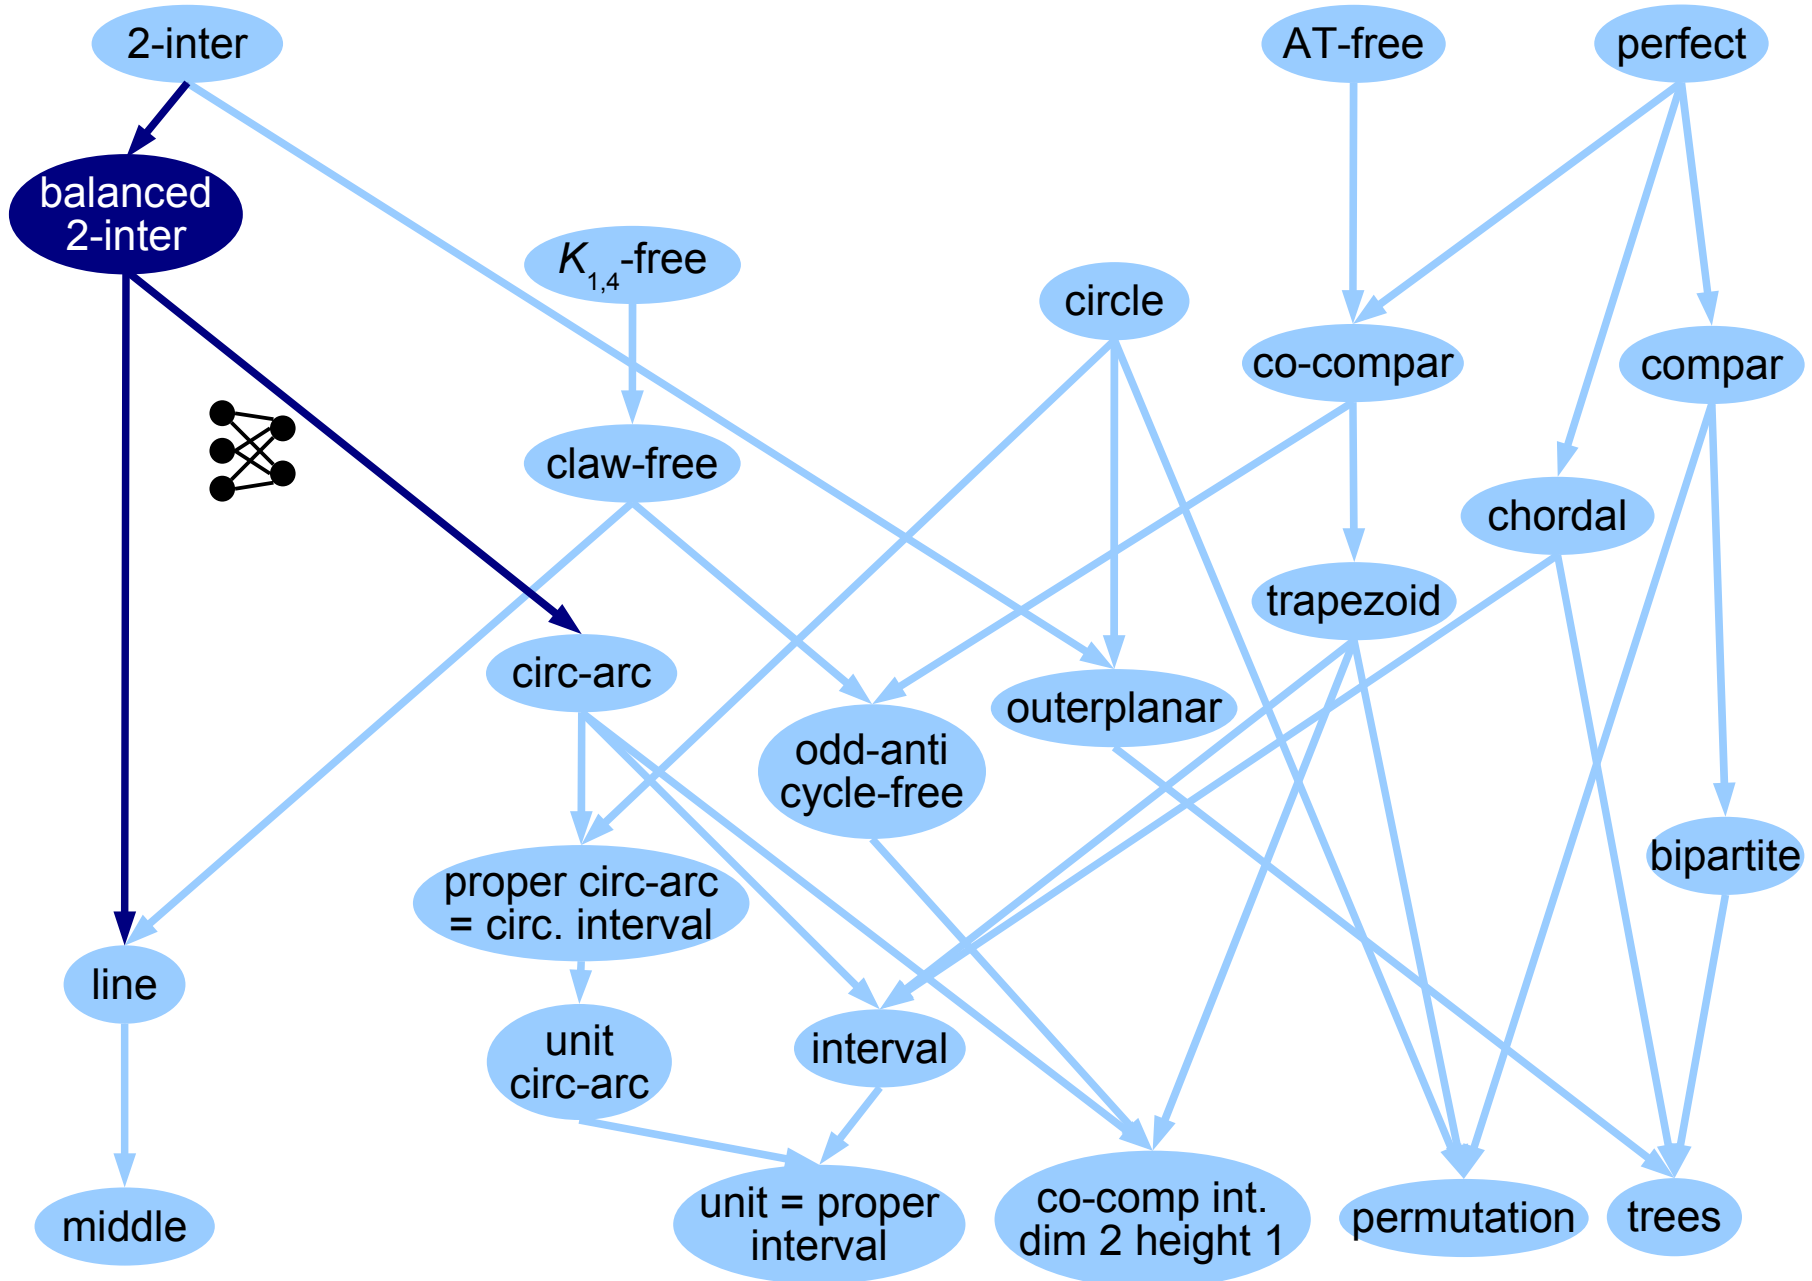 2-inter
AT-free
perfect
balanced
2-inter
K1,4-free
circle
co-compar
compar
claw-free
chordal
trapezoid
circ-arc
outerplanar
odd-anti
cycle-free
bipartite
proper circ-arc
= circ. interval
line
unit
circ-arc
interval
middle
unit = proper
interval
co-comp int.
dim 2 height 1
permutation
trees